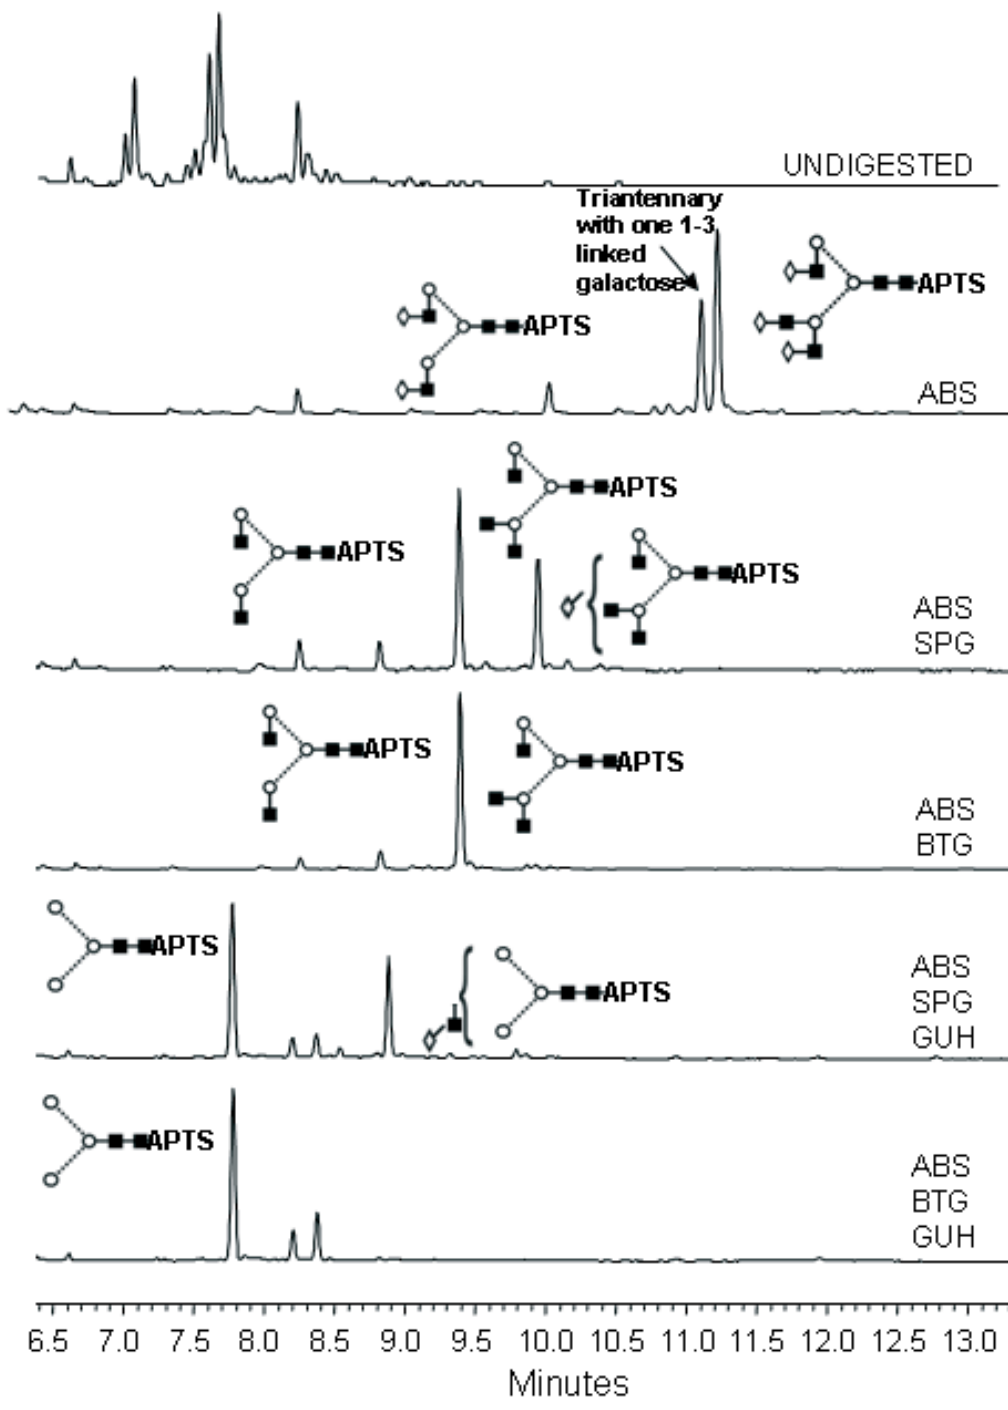 UNDIGESTED
Triantennary
with one 1-3
linked
galactose
APTS
APTS
ABS
APTS
APTS
APTS
ABS
SPG
APTS
APTS
ABS
BTG
APTS
APTS
ABS
SPG
GUH
APTS
ABS
BTG
GUH
6.5 7.0 7.5 8.0 8.5 9.0 9.5 10.0 10.5 11.0 11.5 12.0 12.5 13.0
Minutes